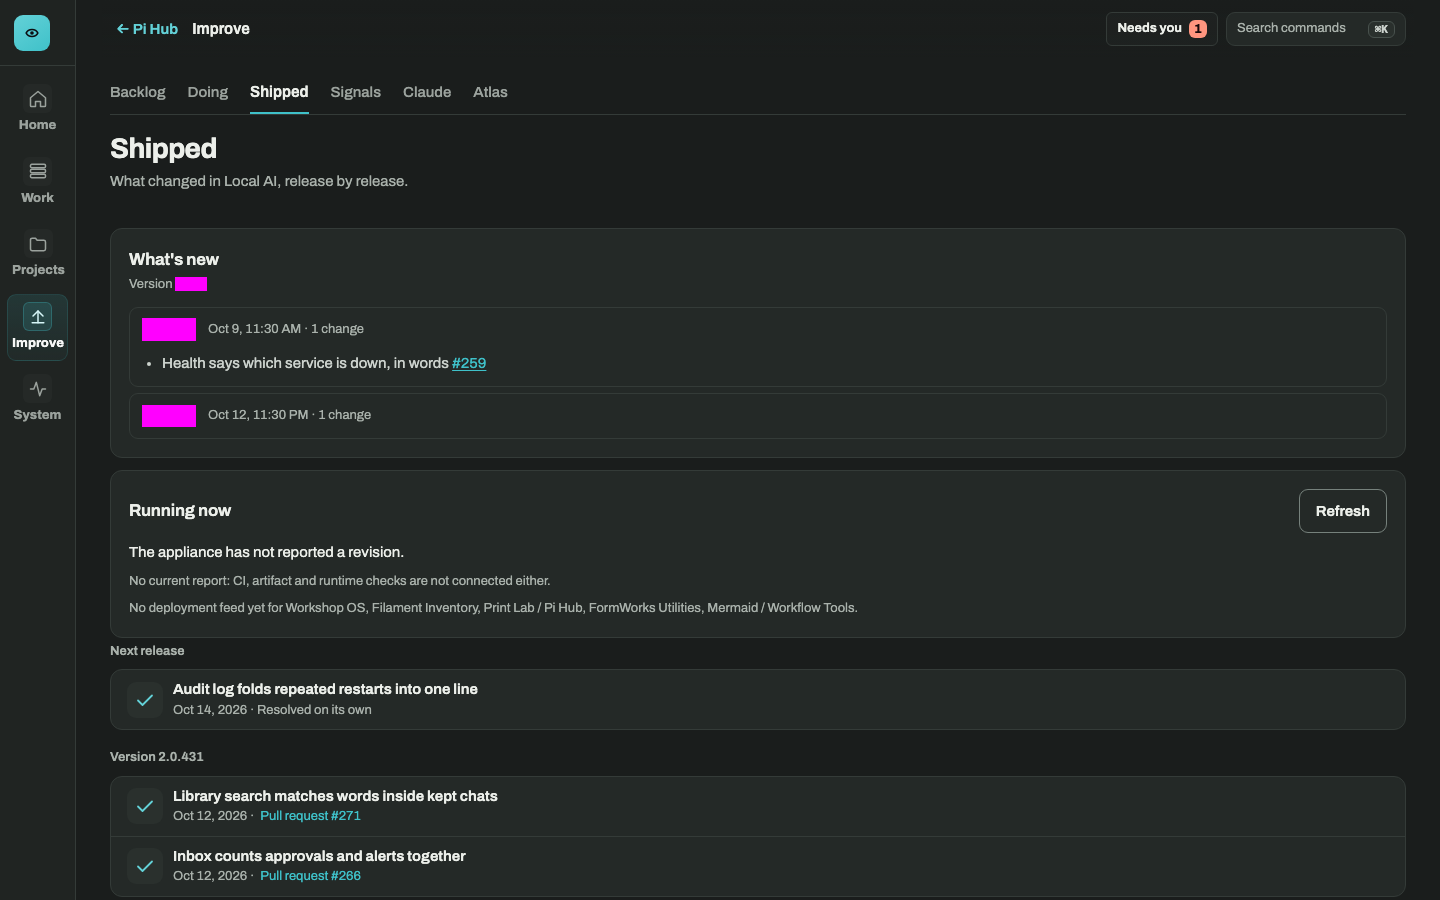 ← Pi Hub Improve
Needs you 1
Search commands ⌘K
Home
Work
Projects
Improve
System
Backlog Doing Shipped Signals Claude Atlas
Shipped
What changed in Local AI, release by release.
What's new
Version
Oct 9, 11:30 AM · 1 change
• Health says which service is down, in words #259
Oct 12, 11:30 PM · 1 change
Running now
Refresh
The appliance has not reported a revision.
No current report: CI, artifact and runtime checks are not connected either.
No deployment feed yet for Workshop OS, Filament Inventory, Print Lab / Pi Hub, FormWorks Utilities, Mermaid / Workflow Tools.
Next release
Audit log folds repeated restarts into one line
Oct 14, 2026 · Resolved on its own
Version 2.0.431
Library search matches words inside kept chats
Oct 12, 2026 · Pull request #271
Inbox counts approvals and alerts together
Oct 12, 2026 · Pull request #266